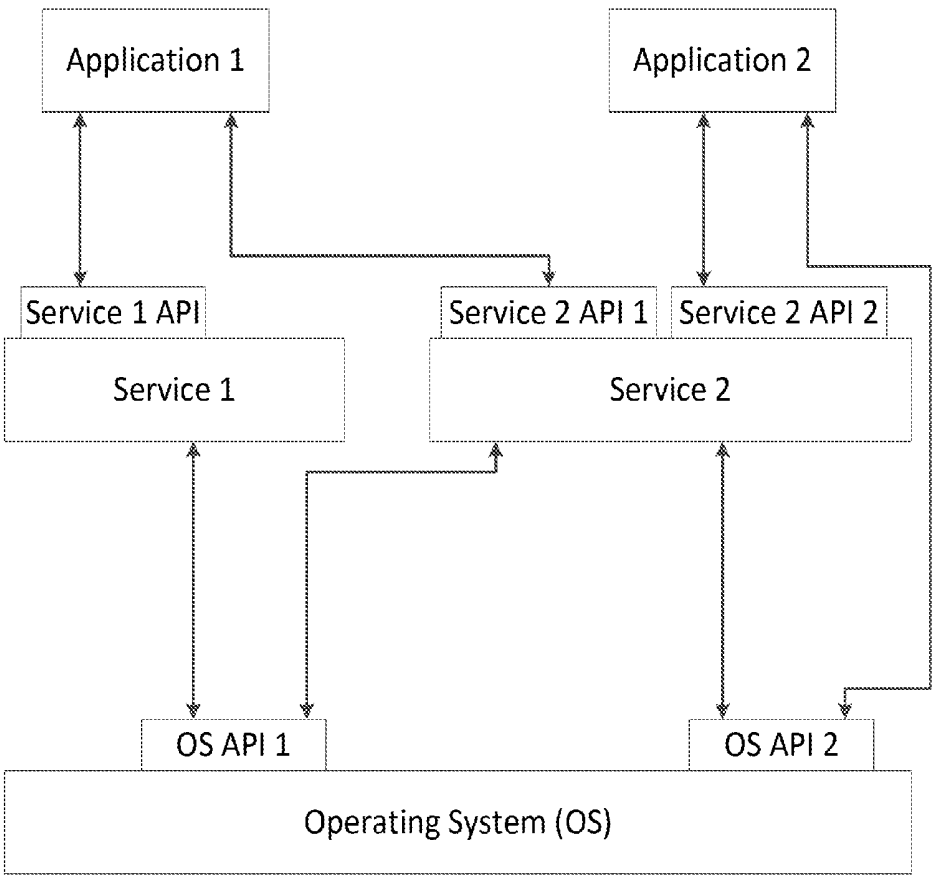 Application 1
Application 2
Service 1 API
Service 2 API 1
Service 2 API 2
Service 1
Service 2
OS API 1
OS API 2
Operating System (OS)